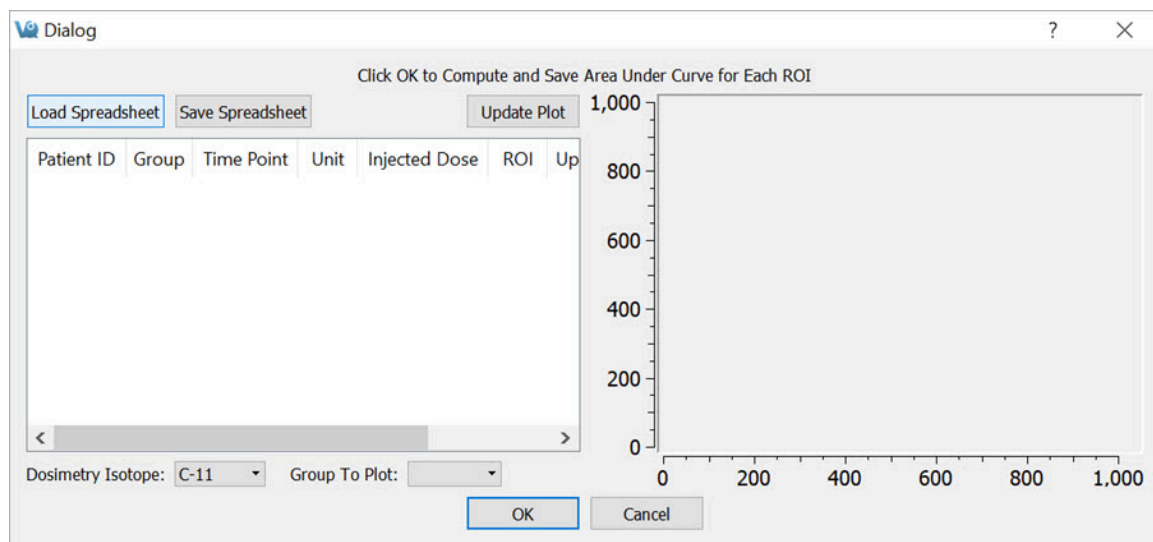 Dialog
?
Click OK to Compute and Save Area Under Curve for Each ROI
Load Spreadsheet Save Spreadsheet Update Plot
Patient ID Group Time Point Unit Injected Dose ROI Up
1,000
800
600
400
200
0
0 200 400 600 800 1,000
Dosimetry Isotope: C-11 Group To Plot:
OK Cancel